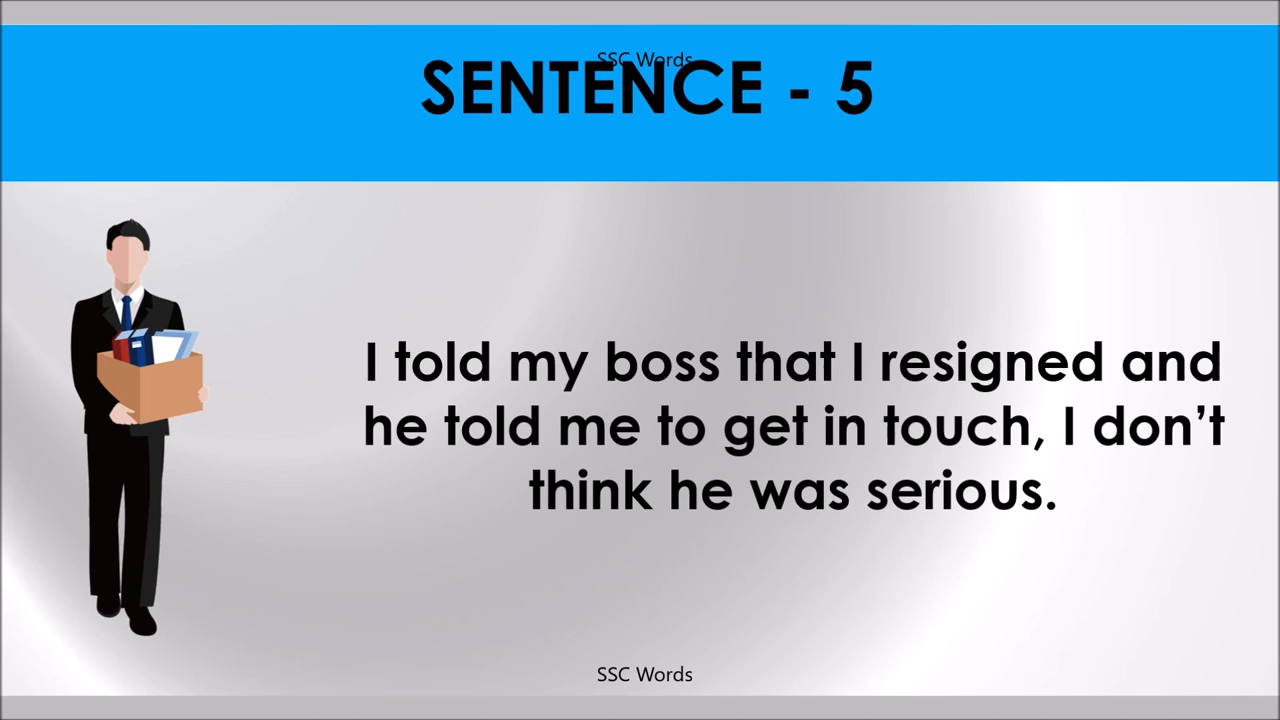 SSC Words
SENTENCE - 5
I told my boss that I resigned and
he told me to get in touch, I don’t
think he was serious.
SSC Words